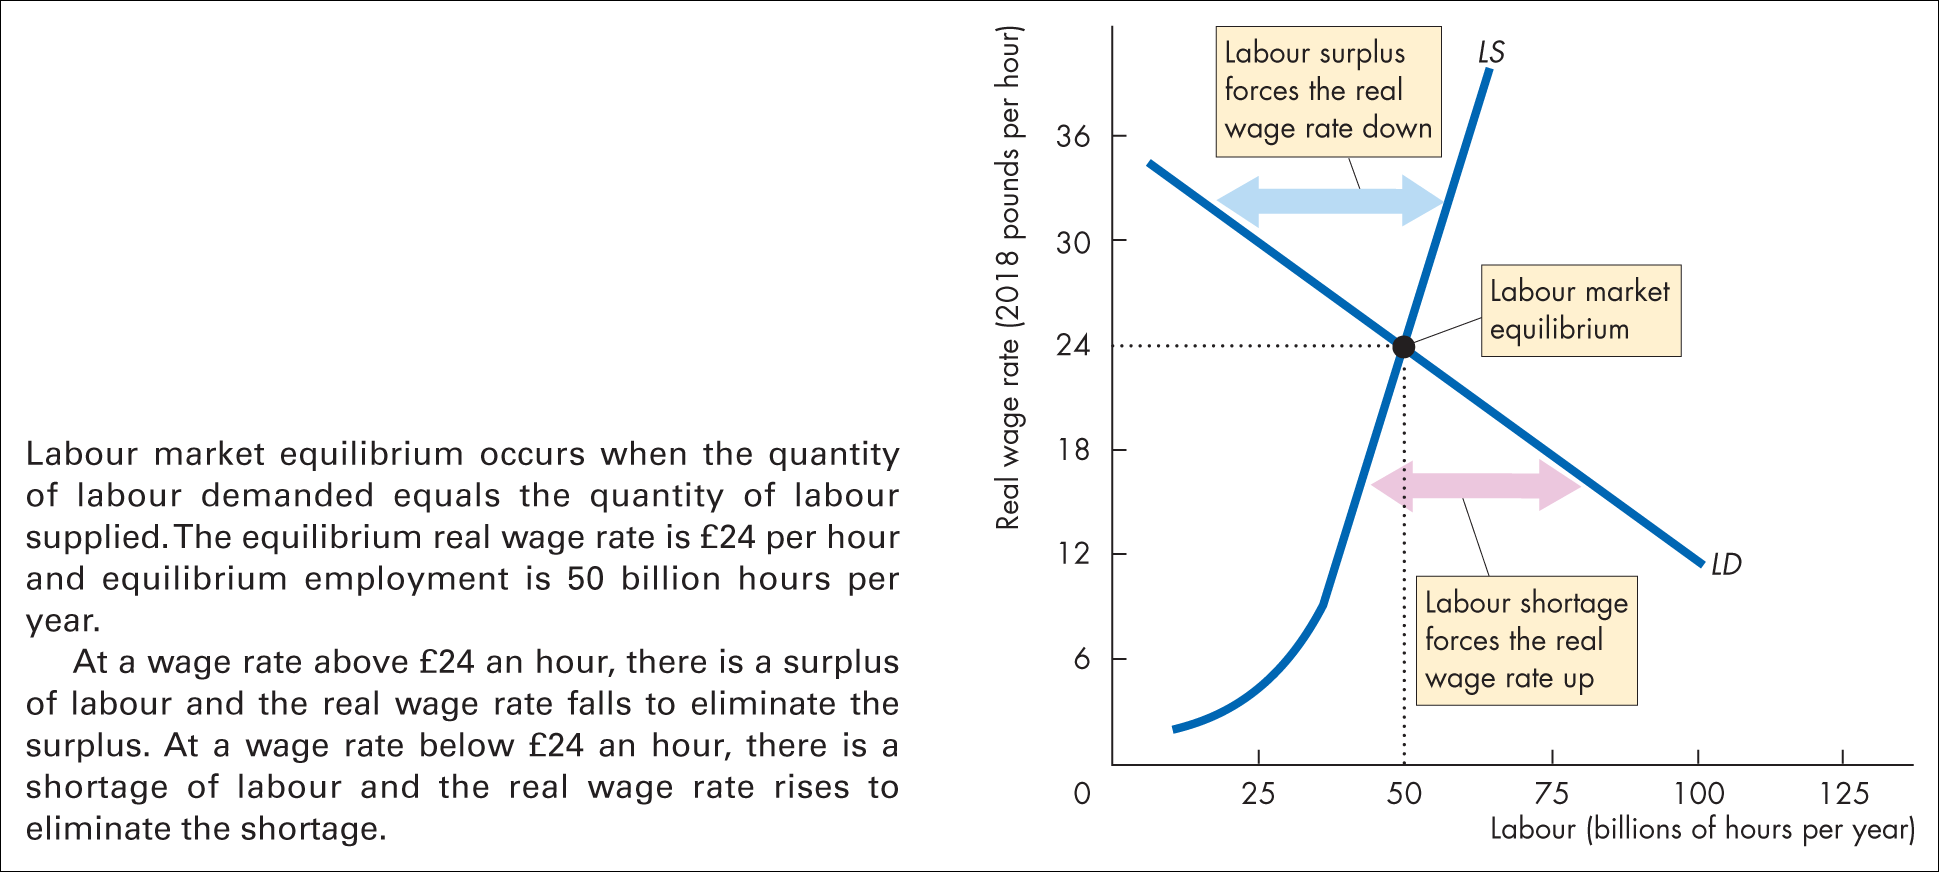 Labour market equilibrium occurs when the quantity
of labour demanded equals the quantity of labour
supplied. The equilibrium real wage rate is £24 per hour
and equilibrium employment is 50 billion hours per
year.
At a wage rate above £24 an hour, there is a surplus
of labour and the real wage rate falls to eliminate the
surplus. At a wage rate below £24 an hour, there is a
shortage of labour and the real wage rate rises to
eliminate the shortage.
Real wage rate (2018 pounds per hour)
36
30
24
18
12
6
0
25
50
75
100
125
Labour (billions of hours per year)
Labour surplus
forces the real
wage rate down
LS
Labour market
equilibrium
LD
Labour shortage
forces the real
wage rate up